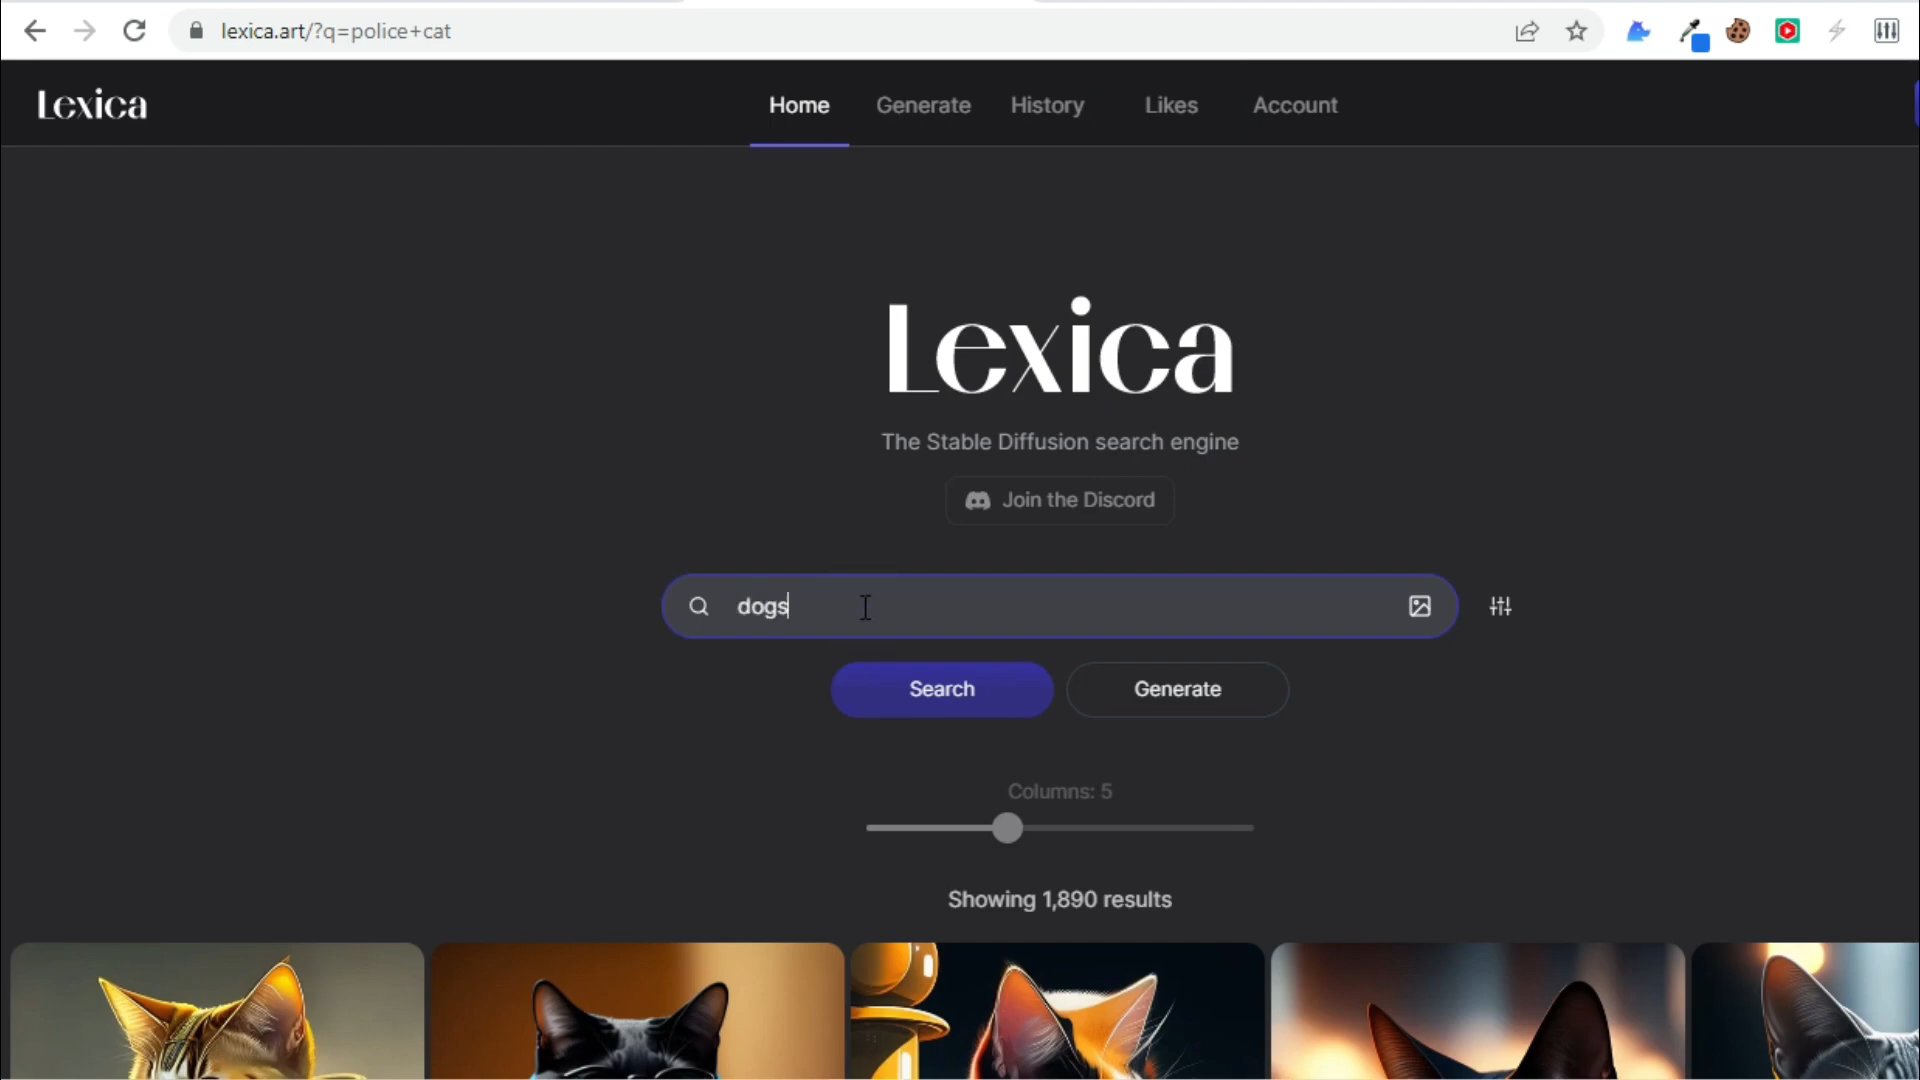 lexica.art/?q=police+cat
Lexica
Home Generate History Likes Account
Lexica
The Stable Diffusion search engine
Join the Discord
dogs
Search Generate
Columns: 5
Showing 1,890 results